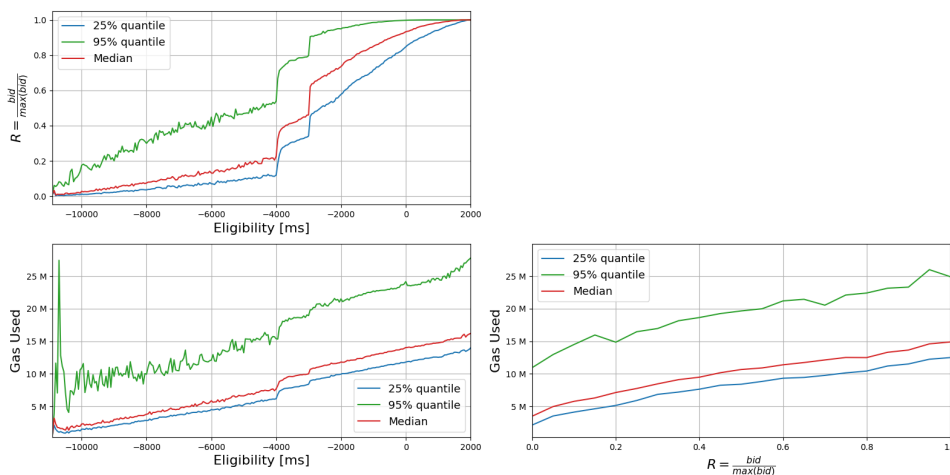 1.0
0.8
0.6
0.4
0.2
0.0
R = bid / max(bid)
25% quantile
95% quantile
Median
−10000 −8000 −6000 −4000 −2000 0 2000
Eligibility [ms]
25 M
20 M
15 M
10 M
5 M
Gas Used
25% quantile
95% quantile
Median
−10000 −8000 −6000 −4000 −2000 0 2000
Eligibility [ms]
25 M
20 M
15 M
10 M
5 M
Gas Used
25% quantile
95% quantile
Median
0.0 0.2 0.4 0.6 0.8
R = bid / max(bid)